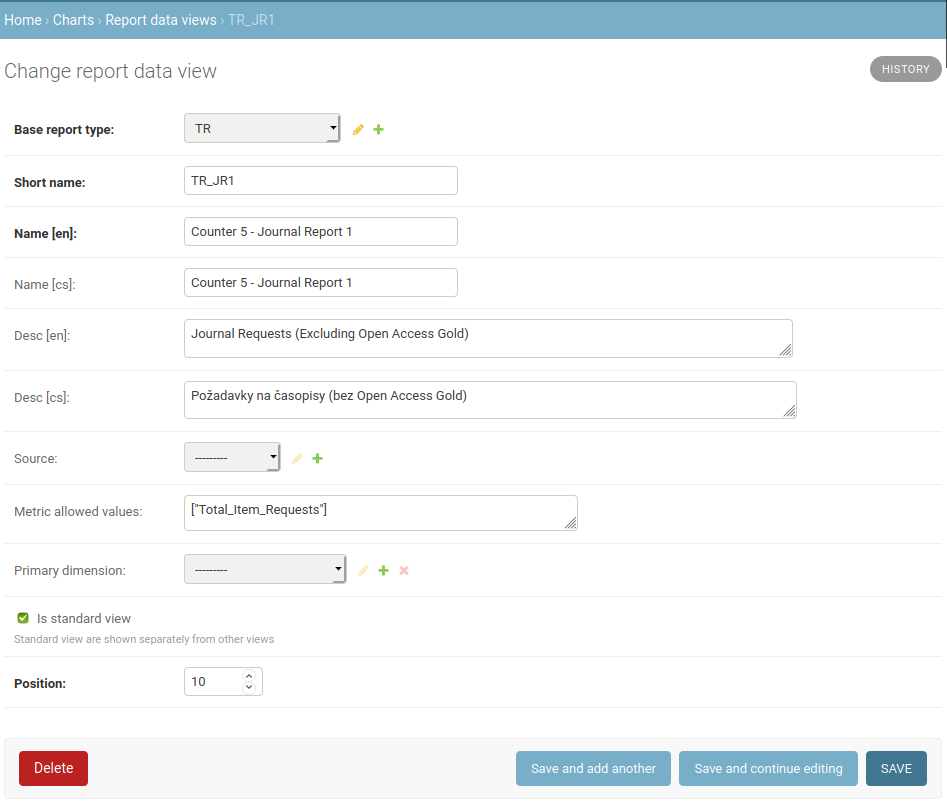 Home › Charts › Report data views › TR_JR1
Change report data view
HISTORY
Base report type:
TR
Short name:
TR_JR1
Name [en]:
Counter 5 - Journal Report 1
Name [cs]:
Counter 5 - Journal Report 1
Desc [en]:
Journal Requests (Excluding Open Access Gold)
Desc [cs]:
Požadavky na časopisy (bez Open Access Gold)
Source:
---------
Metric allowed values:
["Total_Item_Requests"]
Primary dimension:
---------
Is standard view
Standard view are shown separately from other views
Position:
10
Delete
Save and add another
Save and continue editing
SAVE